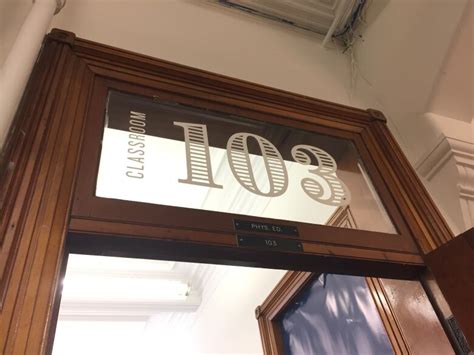 CLASSROOM
103
PHYS. ED.
103